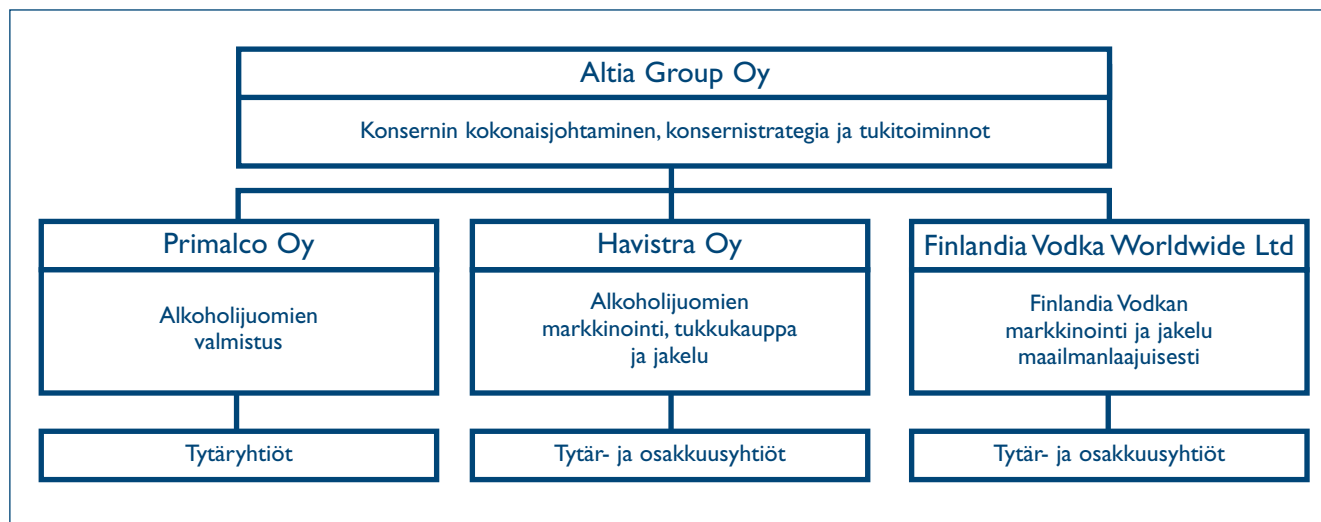 Altia Group Oy
Konsernin kokonaisjohtaminen, konsernistrategia ja tukitoiminnot
Primalco Oy
Alkoholijuomien
valmistus
Tytäryhtiöt
Havistra Oy
Alkoholijuomien
markkinointi, tukkukauppa
ja jakelu
Tytär- ja osakkuusyhtiöt
Finlandia Vodka Worldwide Ltd
Finlandia Vodkan
markkinointi ja jakelu
maailmanlaajuisesti
Tytär- ja osakkuusyhtiöt